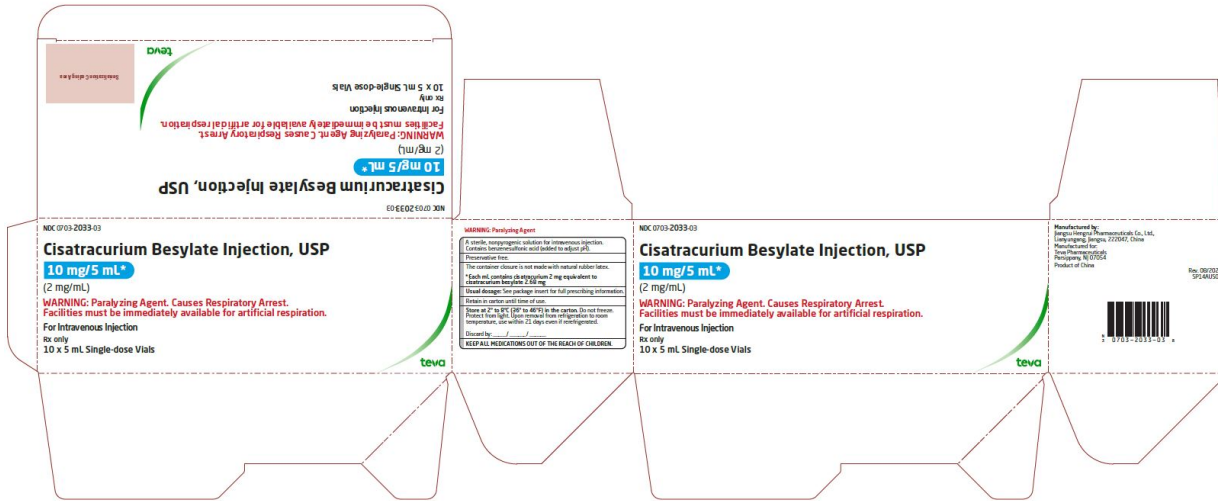 teva
Serialization Coding Area
10 x 5 mL Single-dose Vials
Rx only
For Intravenous Injection
Facilities must be immediately available for artificial respiration.
WARNING: Paralyzing Agent. Causes Respiratory Arrest.
(2 mg/mL)
10 mg/5 mL*
Cisatracurium Besylate Injection, USP
NDC 0703-2033-03
NDC 0703-2033-03
Cisatracurium Besylate Injection, USP
10 mg/5 mL*
(2 mg/mL)
WARNING: Paralyzing Agent. Causes Respiratory Arrest.
Facilities must be immediately available for artificial respiration.
For Intravenous Injection
Rx only
10 x 5 mL Single-dose Vials
teva
WARNING: Paralyzing Agent
A sterile, nonpyrogenic solution for intravenous injection.
Contains benzenesulfonic acid (added to adjust pH).
Preservative free.
The container closure is not made with natural rubber latex.
*Each mL contains cisatracurium 2 mg equivalent to
cisatracurium besylate 2.68 mg
Usual dosage: See package insert for full prescribing information.
Retain in carton until time of use.
Store at 2° to 8°C (36° to 46°F) in the carton. Do not freeze.
Protect from light. Upon removal from refrigeration to room
temperature, use within 21 days even if rerefrigerated.
Discard by: ____/____/____
KEEP ALL MEDICATIONS OUT OF THE REACH OF CHILDREN.
NDC 0703-2033-03
Cisatracurium Besylate Injection, USP
10 mg/5 mL*
(2 mg/mL)
WARNING: Paralyzing Agent. Causes Respiratory Arrest.
Facilities must be immediately available for artificial respiration.
For Intravenous Injection
Rx only
10 x 5 mL Single-dose Vials
teva
Manufactured by:
Jiangsu Hengrui Pharmaceuticals Co., Ltd.,
Lianyungang, Jiangsu, 222047, China
Manufactured for:
Teva Pharmaceuticals
Parsippany, NJ 07054
Product of China
Rev. 08/202
0703-2033-03